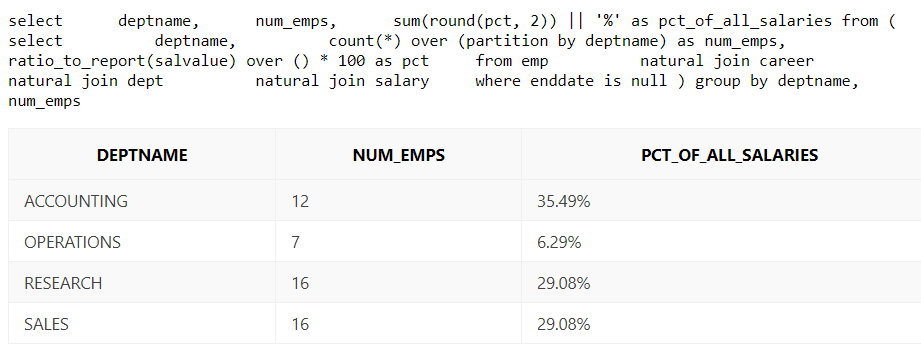 select      deptname,      num_emps,      sum(round(pct, 2)) || '%' as pct_of_all_salaries from (
select          deptname,          count(*) over (partition by deptname) as num_emps,
ratio_to_report(salvalue) over () * 100 as pct     from emp          natural join career
natural join dept          natural join salary     where enddate is null ) group by deptname,
num_emps
DEPTNAME NUM_EMPS PCT_OF_ALL_SALARIES
ACCOUNTING 12 35.49%
OPERATIONS 7 6.29%
RESEARCH 16 29.08%
SALES 16 29.08%